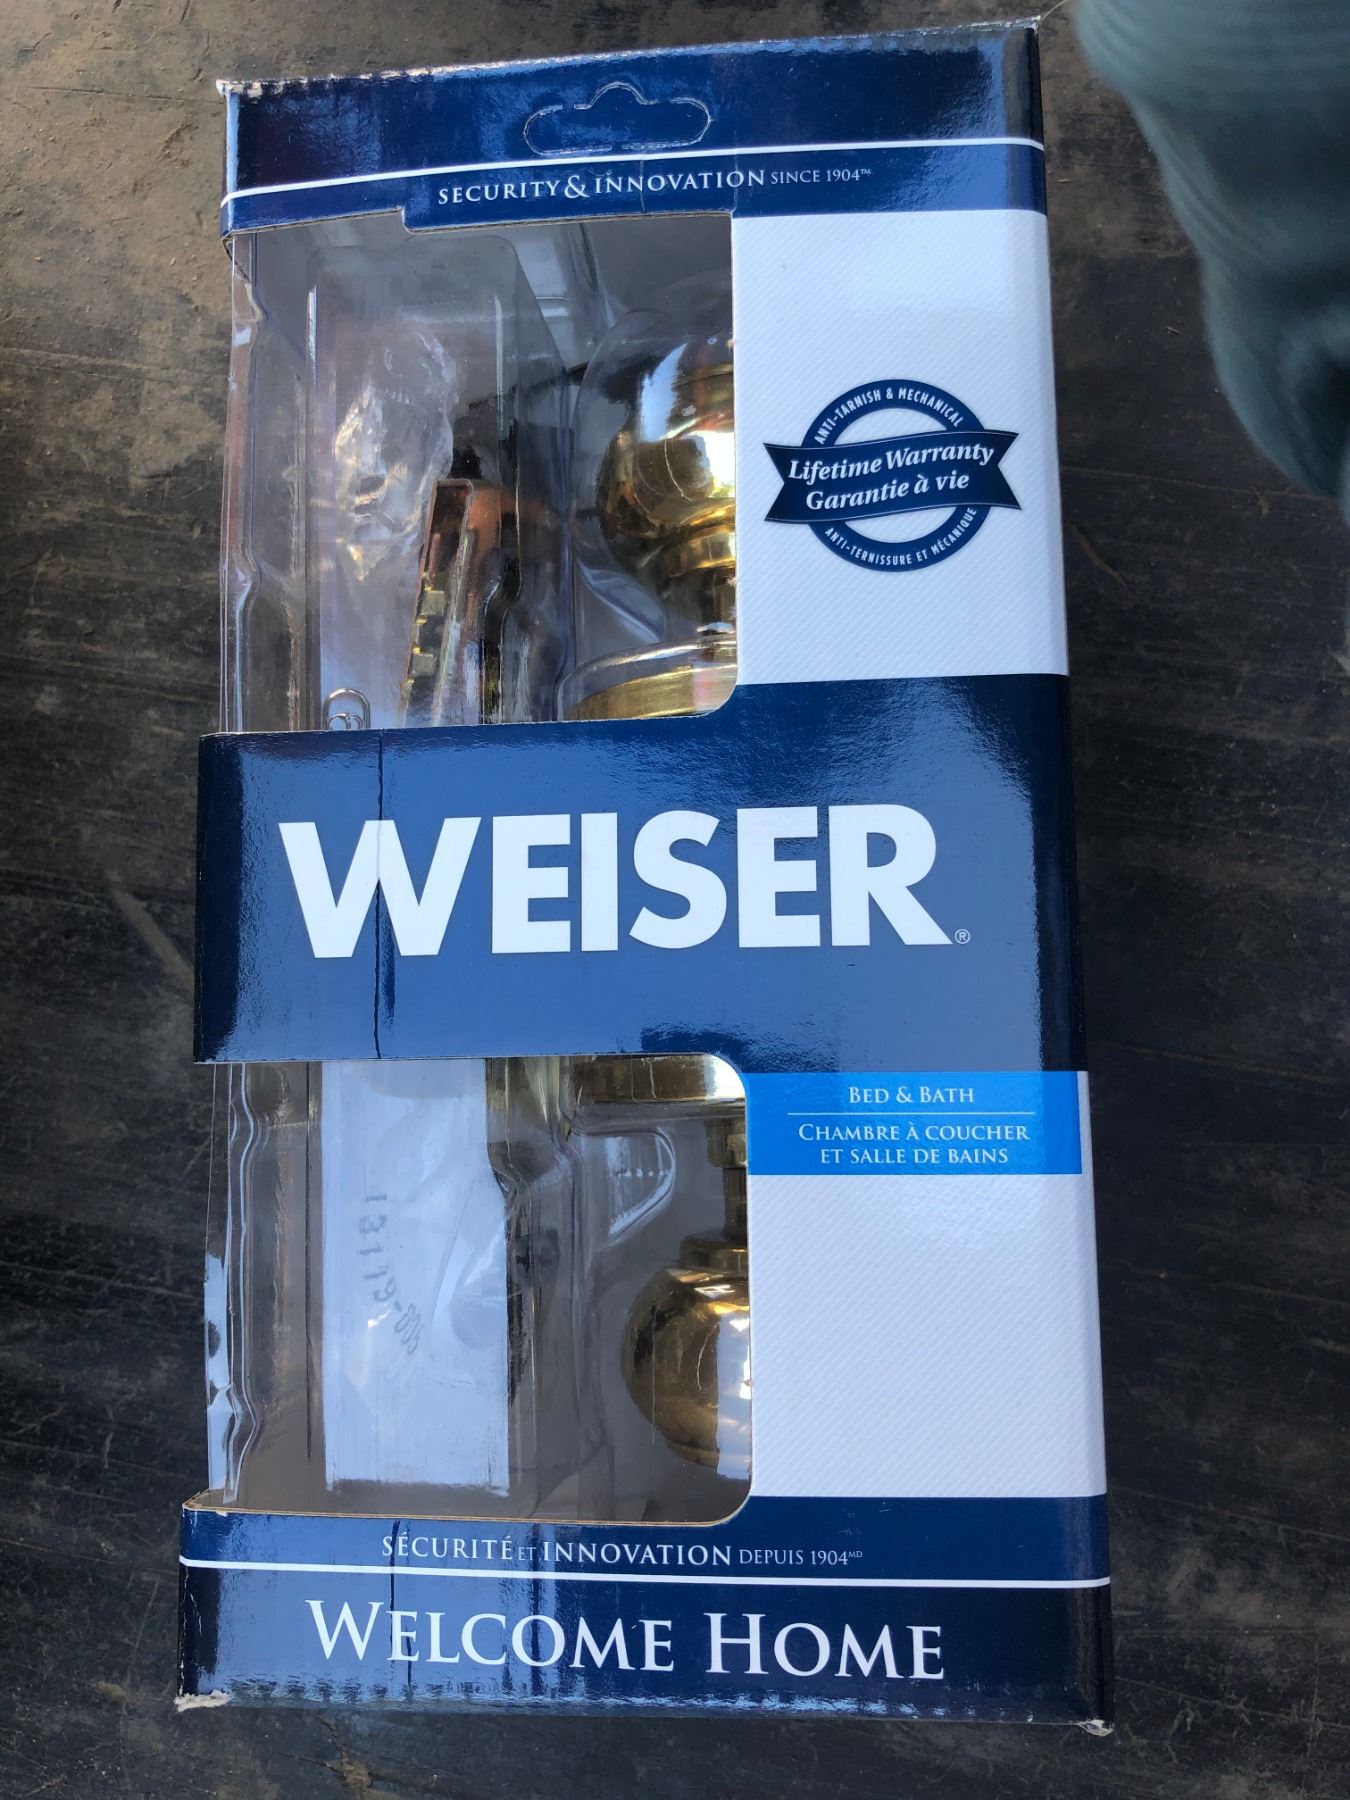 SECURITY & INNOVATION SINCE 1904™
ANTI-TARNISH & MECHANICAL
Lifetime Warranty
Garantie à vie
ANTI-TERNISSURE ET MÉCANIQUE
WEISER®
BED & BATH
CHAMBRE À COUCHER
ET SALLE DE BAINS
SÉCURITÉ ET INNOVATION DEPUIS 1904MD
WELCOME HOME